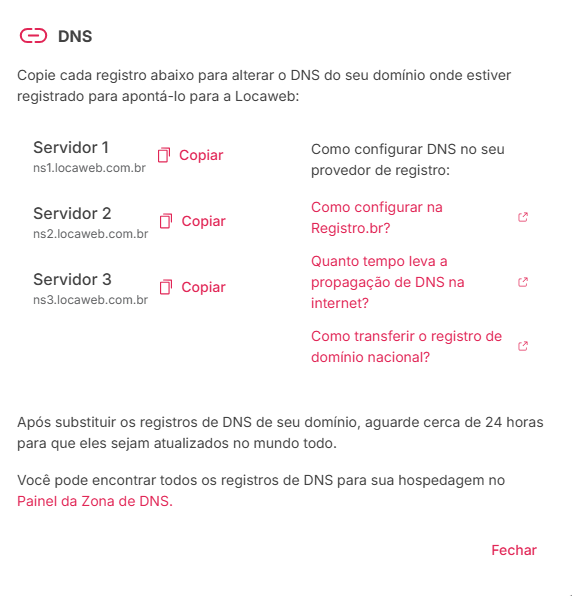 DNS
Copie cada registro abaixo para alterar o DNS do seu domínio onde estiver
registrado para apontá-lo para a Locaweb:
Servidor 1
ns1.locaweb.com.br
Copiar
Servidor 2
ns2.locaweb.com.br
Copiar
Servidor 3
ns3.locaweb.com.br
Copiar
Como configurar DNS no seu
provedor de registro:
Como configurar na
Registro.br?
Quanto tempo leva a
propagação de DNS na
internet?
Como transferir o registro de
domínio nacional?
Após substituir os registros de DNS de seu domínio, aguarde cerca de 24 horas
para que eles sejam atualizados no mundo todo.
Você pode encontrar todos os registros de DNS para sua hospedagem no
Painel da Zona de DNS.
Fechar